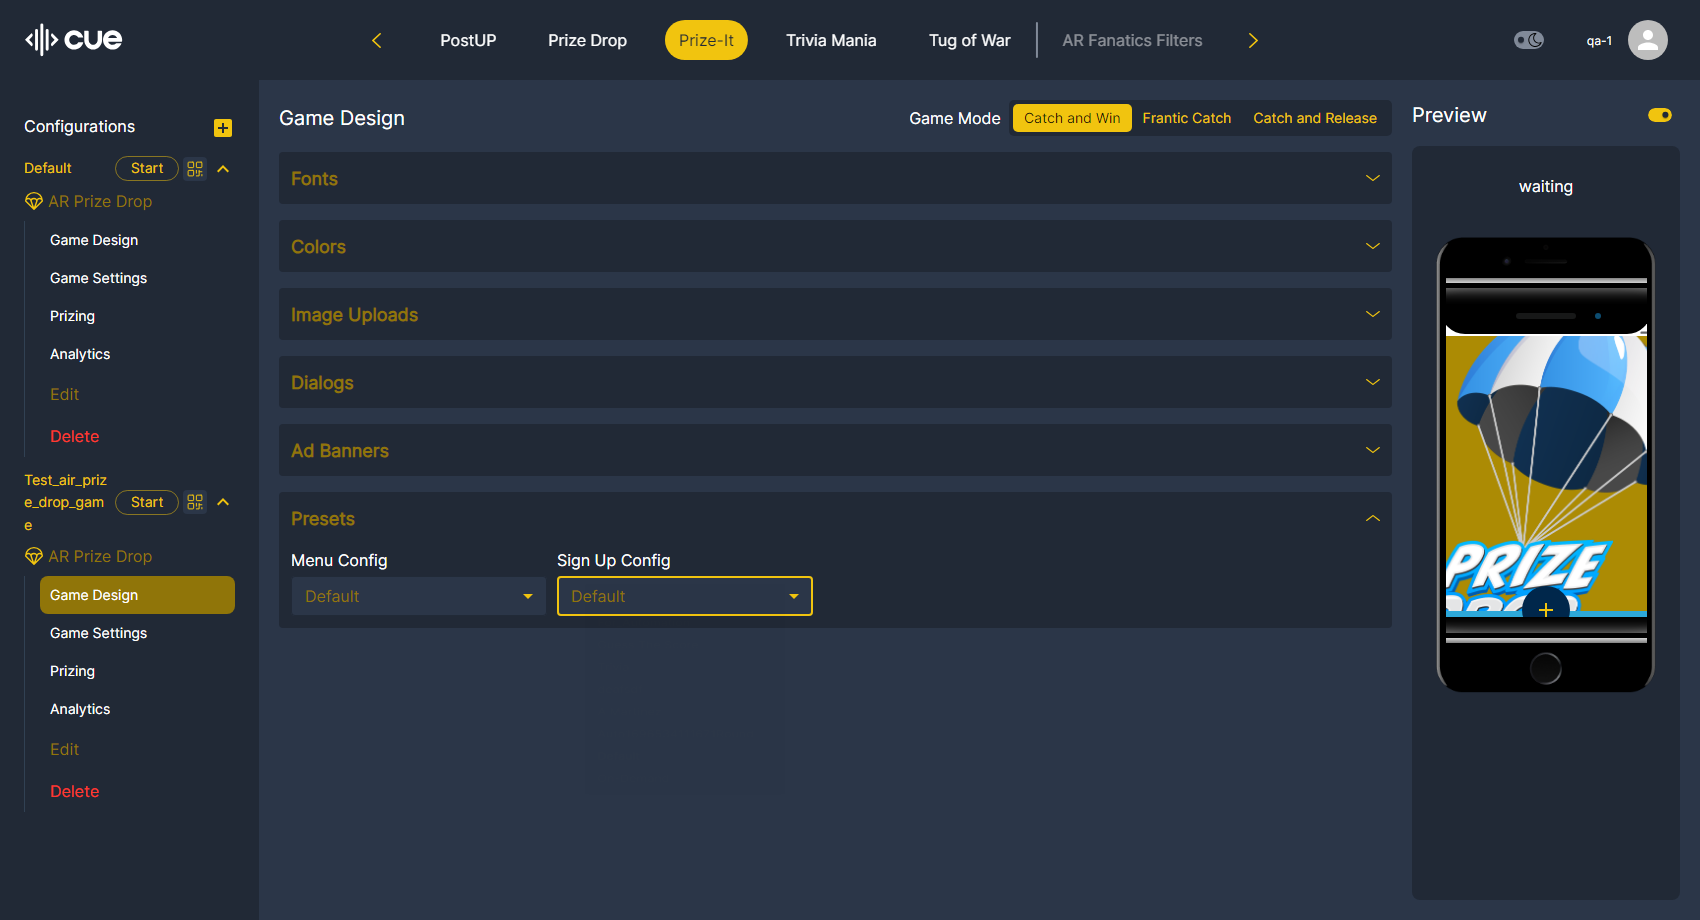 cue
PostUP
Prize Drop
Prize-It
Trivia Mania
Tug of War
AR Fanatics Filters
qa-1
Configurations
Default
Start
AR Prize Drop
Game Design
Game Settings
Prizing
Analytics
Edit
Delete
Test_air_priz
e_drop_gam
e
Start
AR Prize Drop
Game Design
Game Settings
Prizing
Analytics
Edit
Delete
Game Design
Game Mode
Catch and Win
Frantic Catch
Catch and Release
Fonts
Colors
Image Uploads
Dialogs
Ad Banners
Presets
Menu Config
Sign Up Config
Default
Default
Preview
waiting
PRIZE